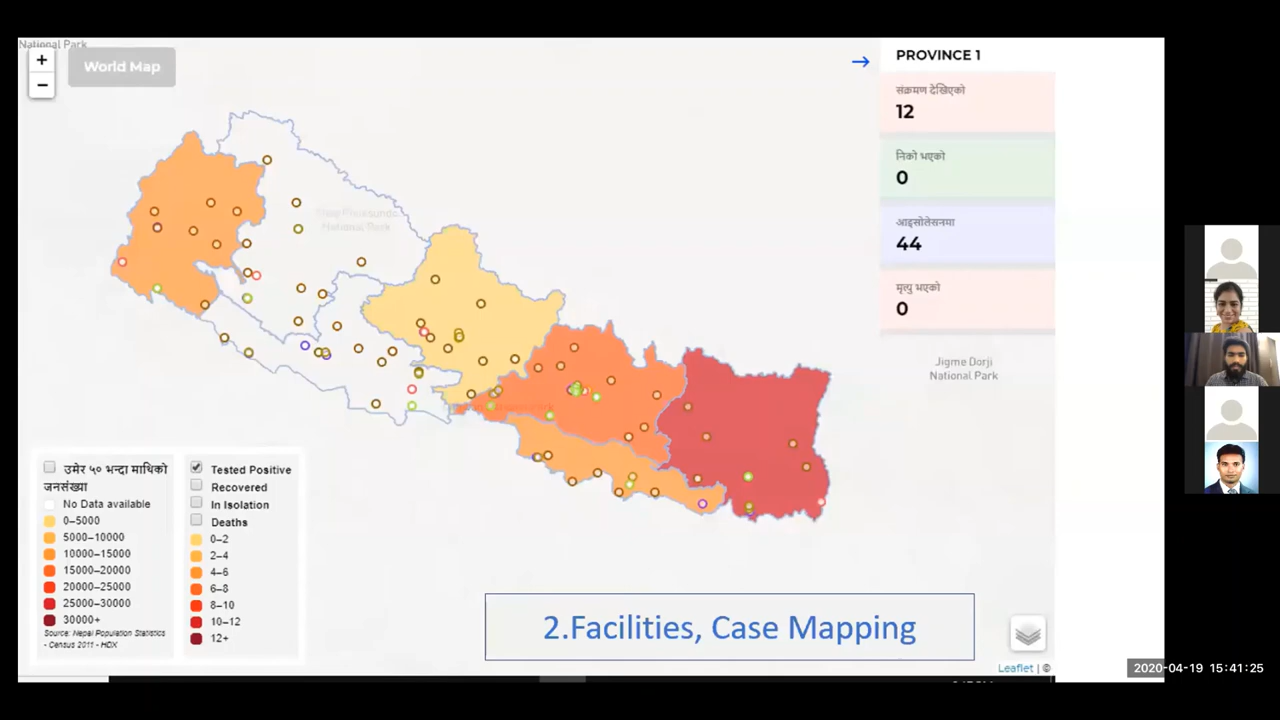 National Park
+
World Map
−
→
PROVINCE 1
संक्रमण देखिएको
12
निको भएको
0
आइसोलेसनमा
44
मृत्यु भएको
0
National Park
Jigme Dorji
National Park
उमेर ५० भन्दा माथिको
जनसंख्या
No Data available
0–5000
5000–10000
10000–15000
15000–20000
20000–25000
25000–30000
30000+
Source: Nepal Population Statistics
- Census 2011 - HDX
Tested Positive
Recovered
In Isolation
Deaths
0–2
2–4
4–6
6–8
8–10
10–12
12+
2.Facilities, Case Mapping
Leaflet | ©
2020-04-19 15:41:25